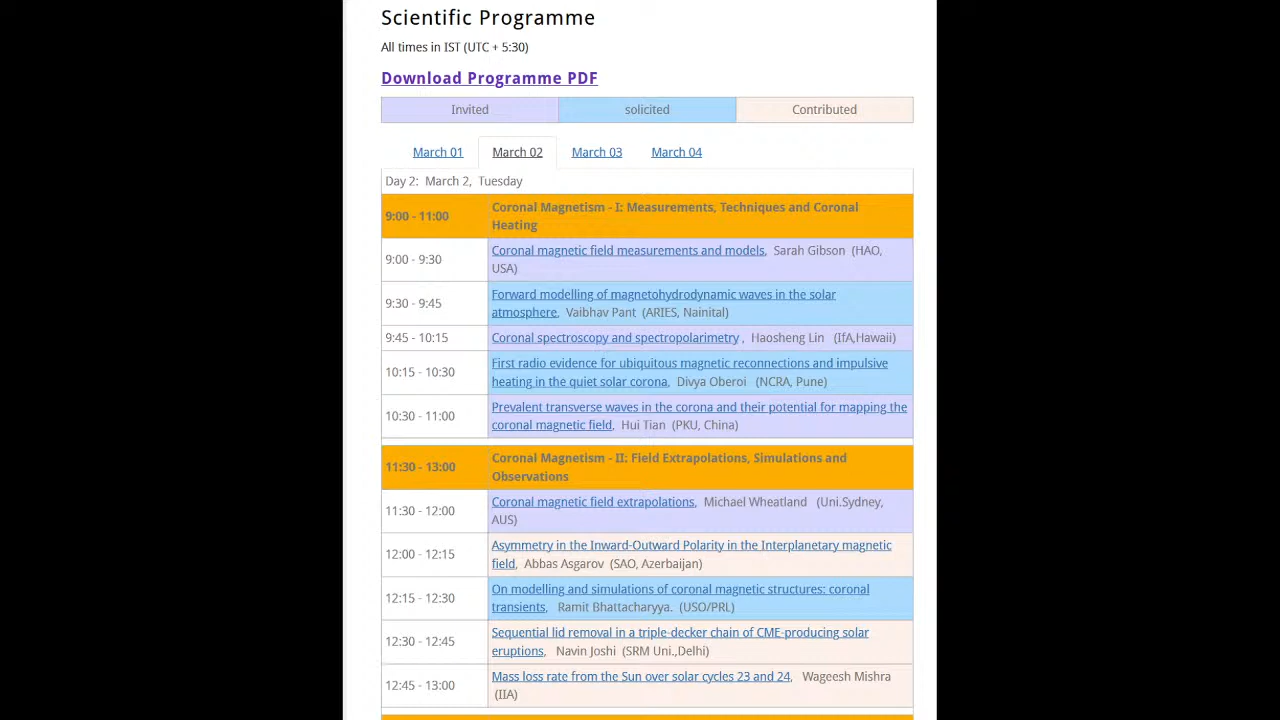 Scientific Programme
All times in IST (UTC + 5:30)
Download Programme PDF
Invited solicited Contributed
March 01 March 02 March 03 March 04
Day 2: March 2, Tuesday
9:00 - 11:00 Coronal Magnetism - I: Measurements, Techniques and Coronal
Heating
9:00 - 9:30 Coronal magnetic field measurements and models, Sarah Gibson (HAO,
USA)
9:30 - 9:45 Forward modelling of magnetohydrodynamic waves in the solar
atmosphere, Vaibhav Pant (ARIES, Nainital)
9:45 - 10:15 Coronal spectroscopy and spectropolarimetry , Haosheng Lin (IfA,Hawaii)
10:15 - 10:30 First radio evidence for ubiquitous magnetic reconnections and impulsive
heating in the quiet solar corona, Divya Oberoi (NCRA, Pune)
10:30 - 11:00 Prevalent transverse waves in the corona and their potential for mapping the
coronal magnetic field, Hui Tian (PKU, China)
11:30 - 13:00 Coronal Magnetism - II: Field Extrapolations, Simulations and
Observations
11:30 - 12:00 Coronal magnetic field extrapolations, Michael Wheatland (Uni.Sydney,
AUS)
12:00 - 12:15 Asymmetry in the Inward-Outward Polarity in the Interplanetary magnetic
field, Abbas Asgarov (SAO, Azerbaijan)
12:15 - 12:30 On modelling and simulations of coronal magnetic structures: coronal
transients, Ramit Bhattacharyya. (USO/PRL)
12:30 - 12:45 Sequential lid removal in a triple-decker chain of CME-producing solar
eruptions, Navin Joshi (SRM Uni.,Delhi)
12:45 - 13:00 Mass loss rate from the Sun over solar cycles 23 and 24, Wageesh Mishra
(IIA)